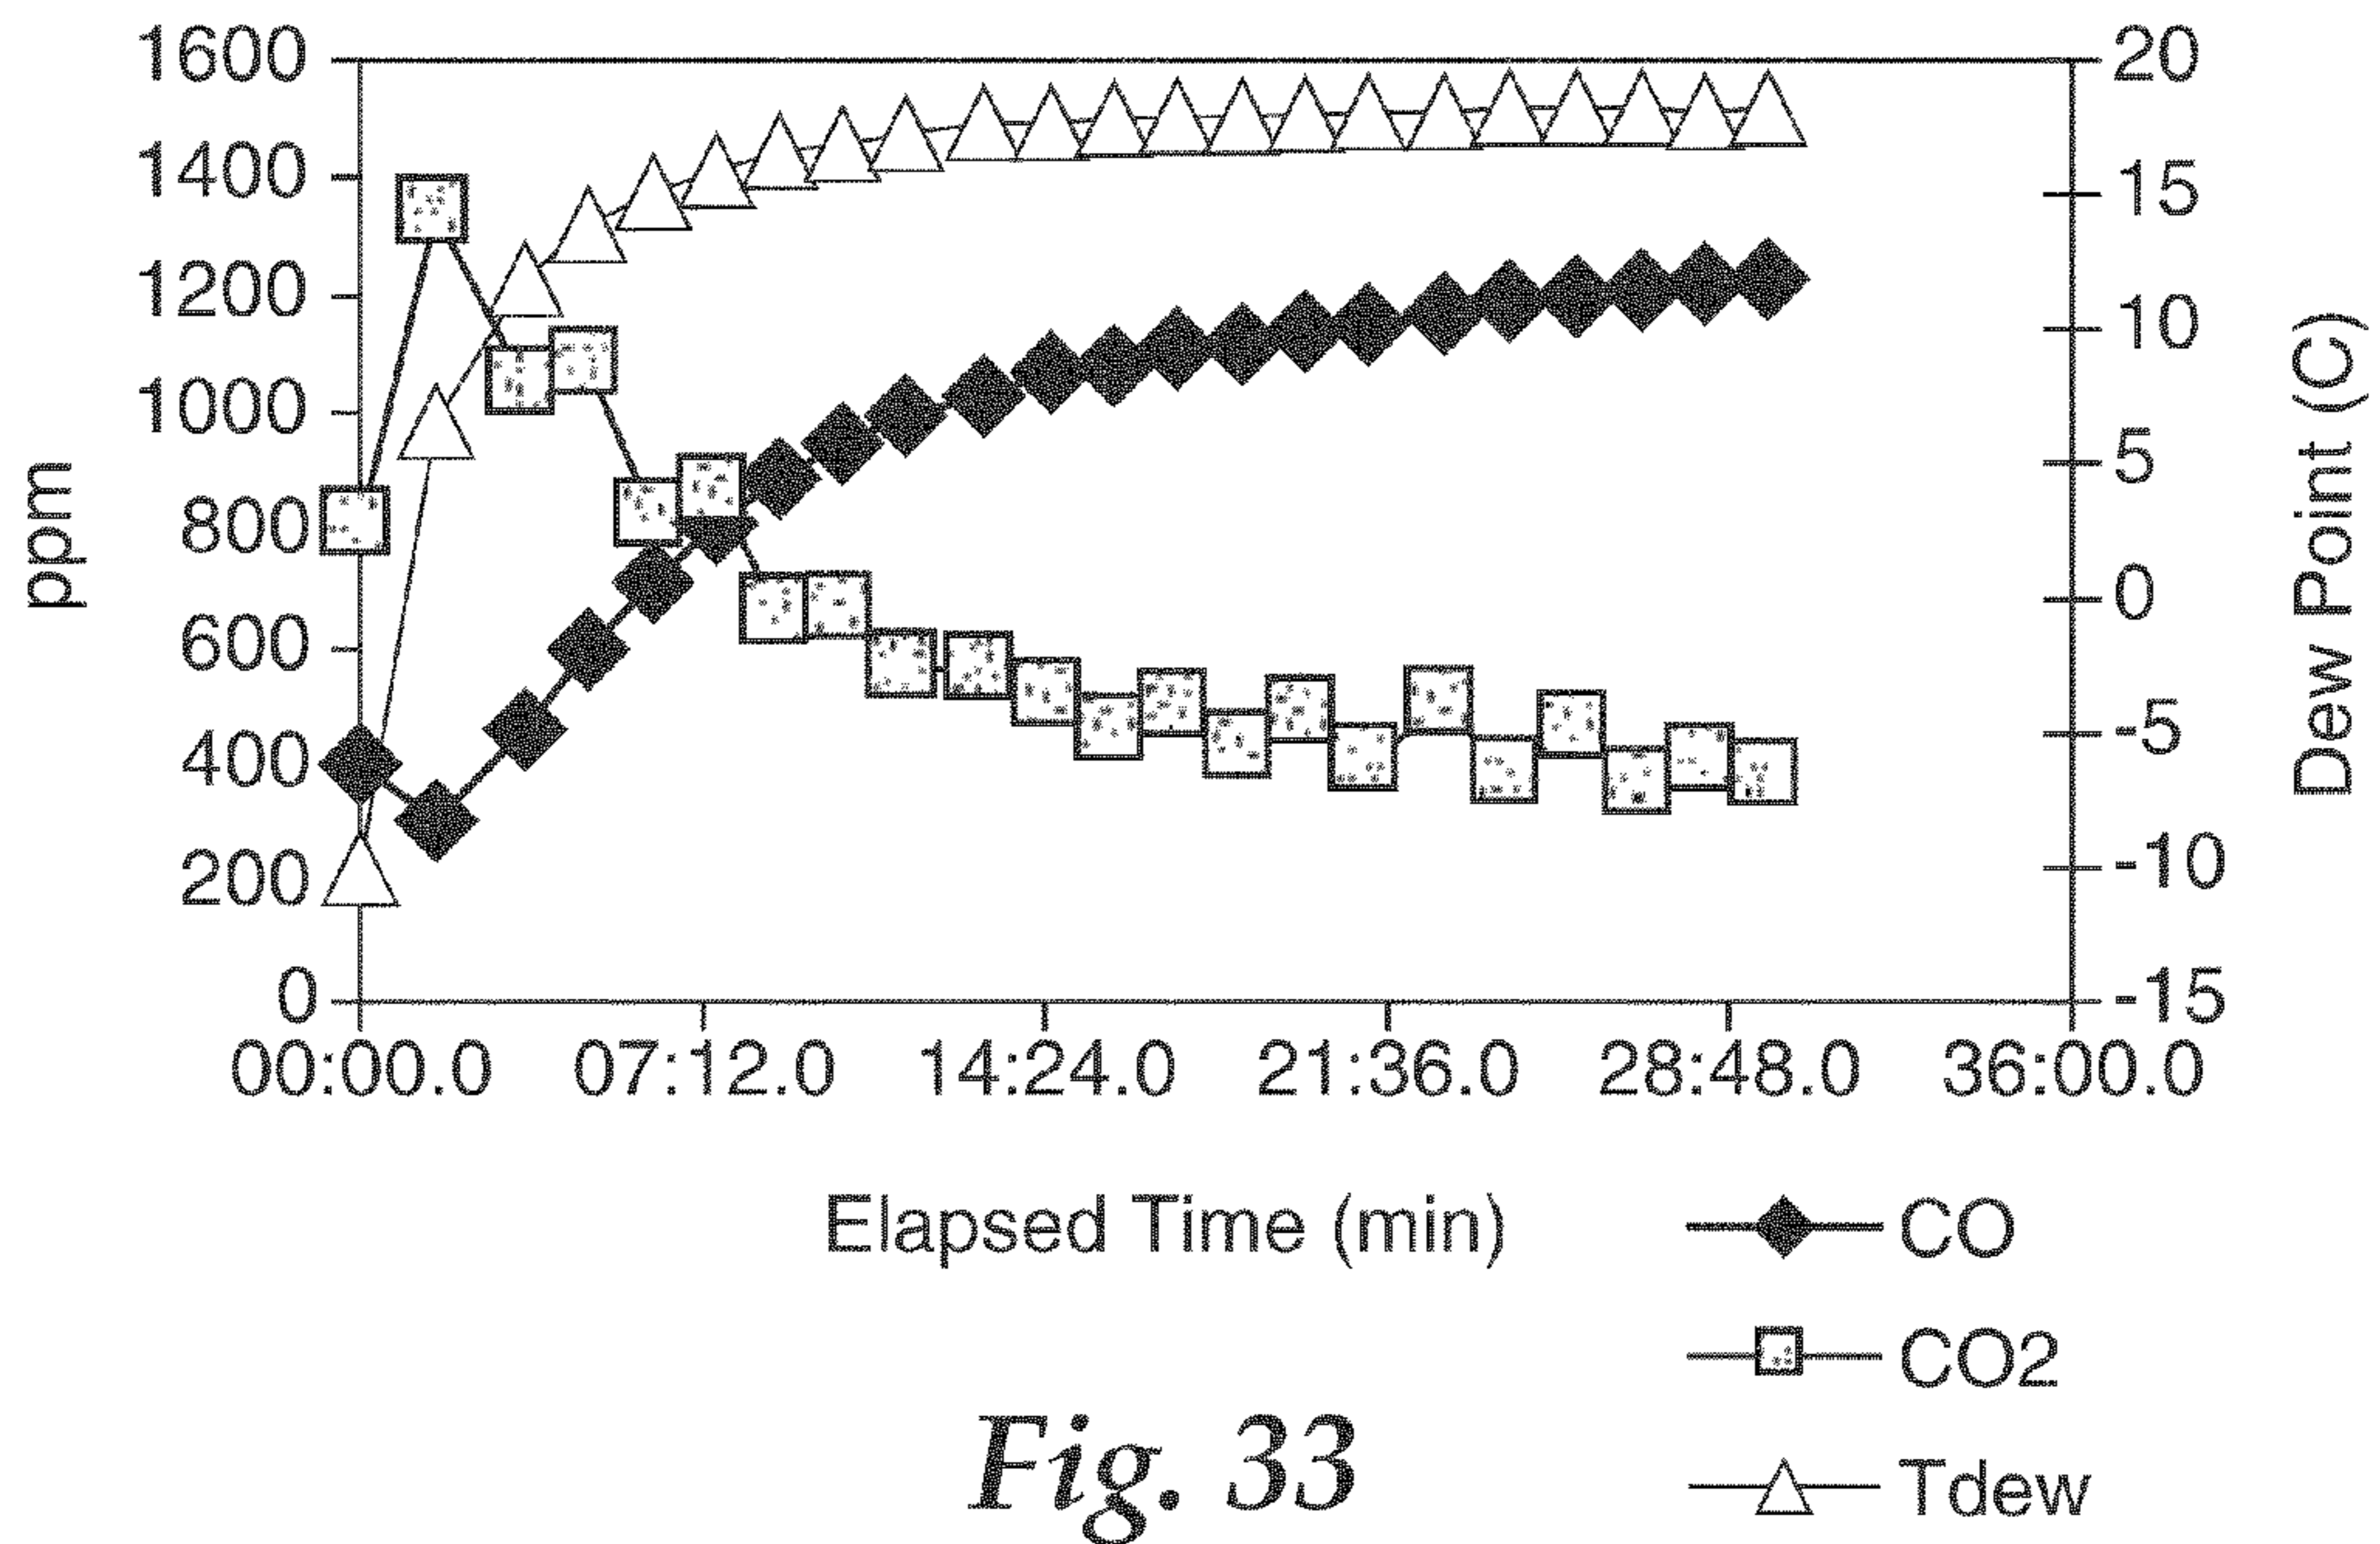 1600
1400
1200
1000
800
600
400
200
0
ppm
20
15
10
5
0
-5
-10
-15
Dew Point (C)
00:00.0 07:12.0 14:24.0 21:36.0 28:48.0 36:00.0
Elapsed Time (min)
CO
CO2
Tdew
Fig. 33